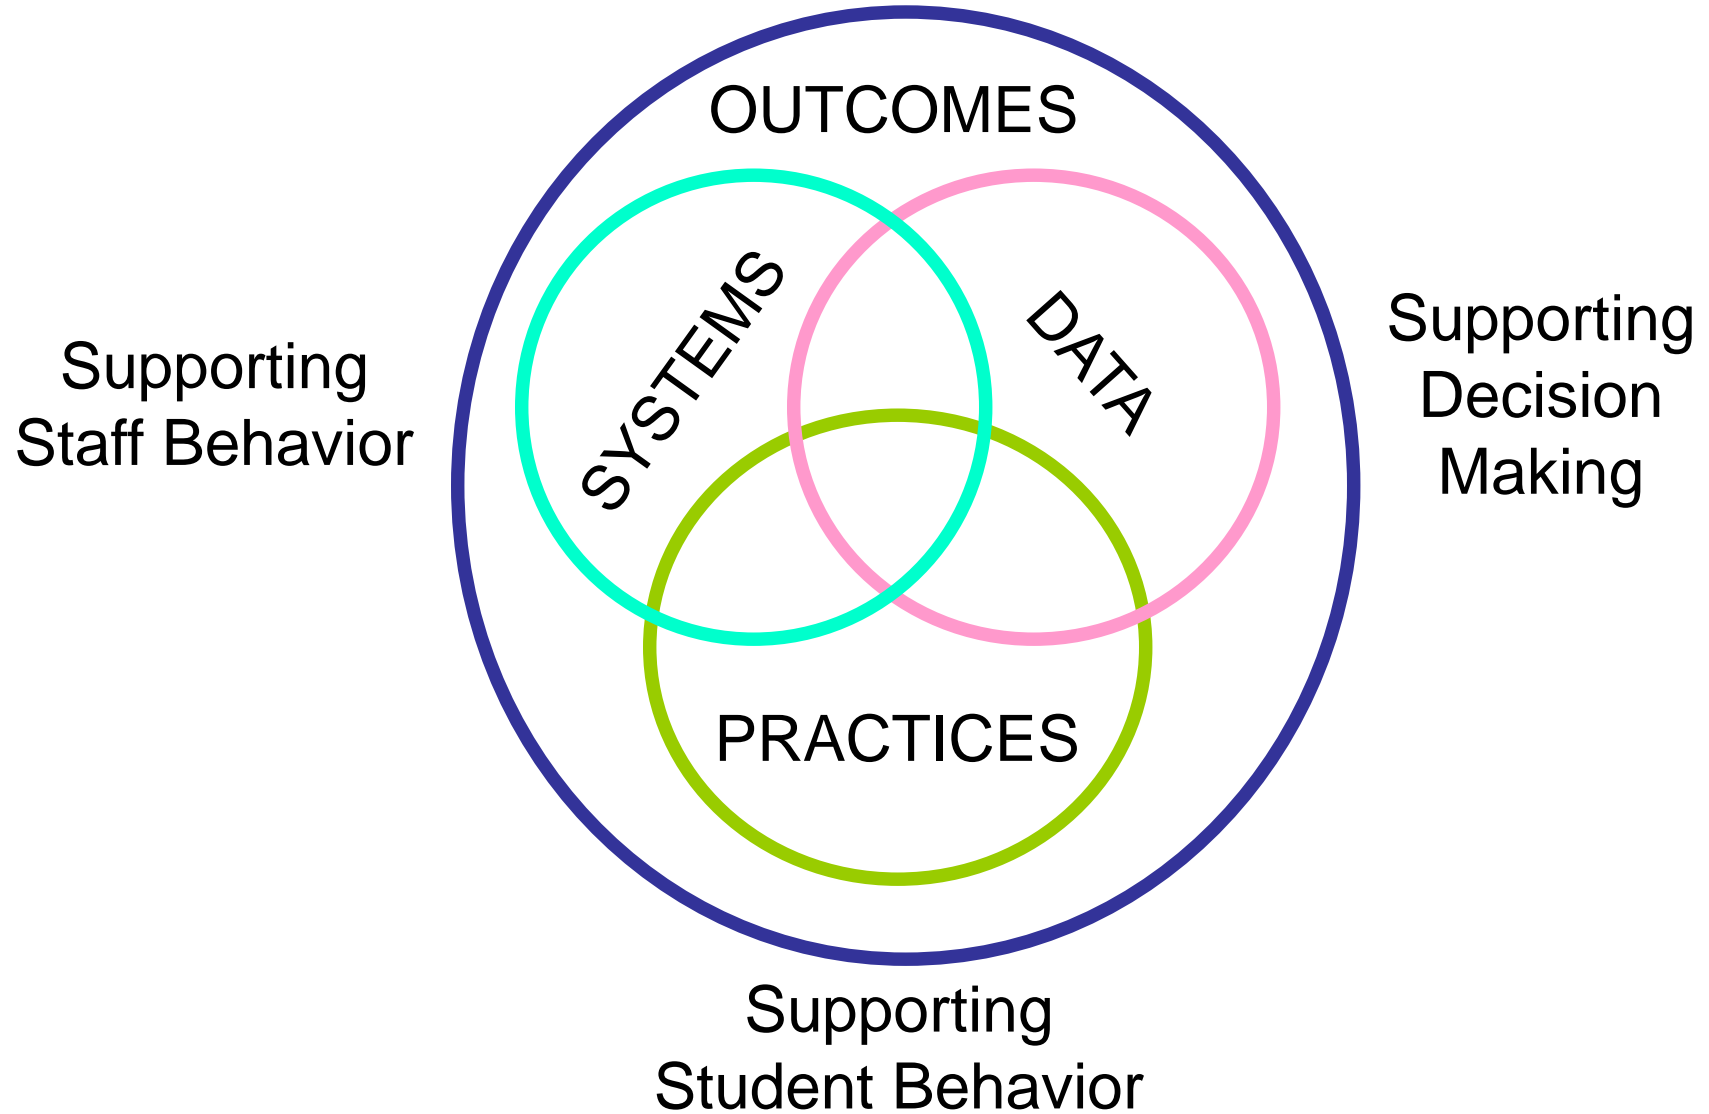 OUTCOMES
SYSTEMS
DATA
Supporting
Staff Behavior
Supporting
Decision
Making
PRACTICES
Supporting
Student Behavior